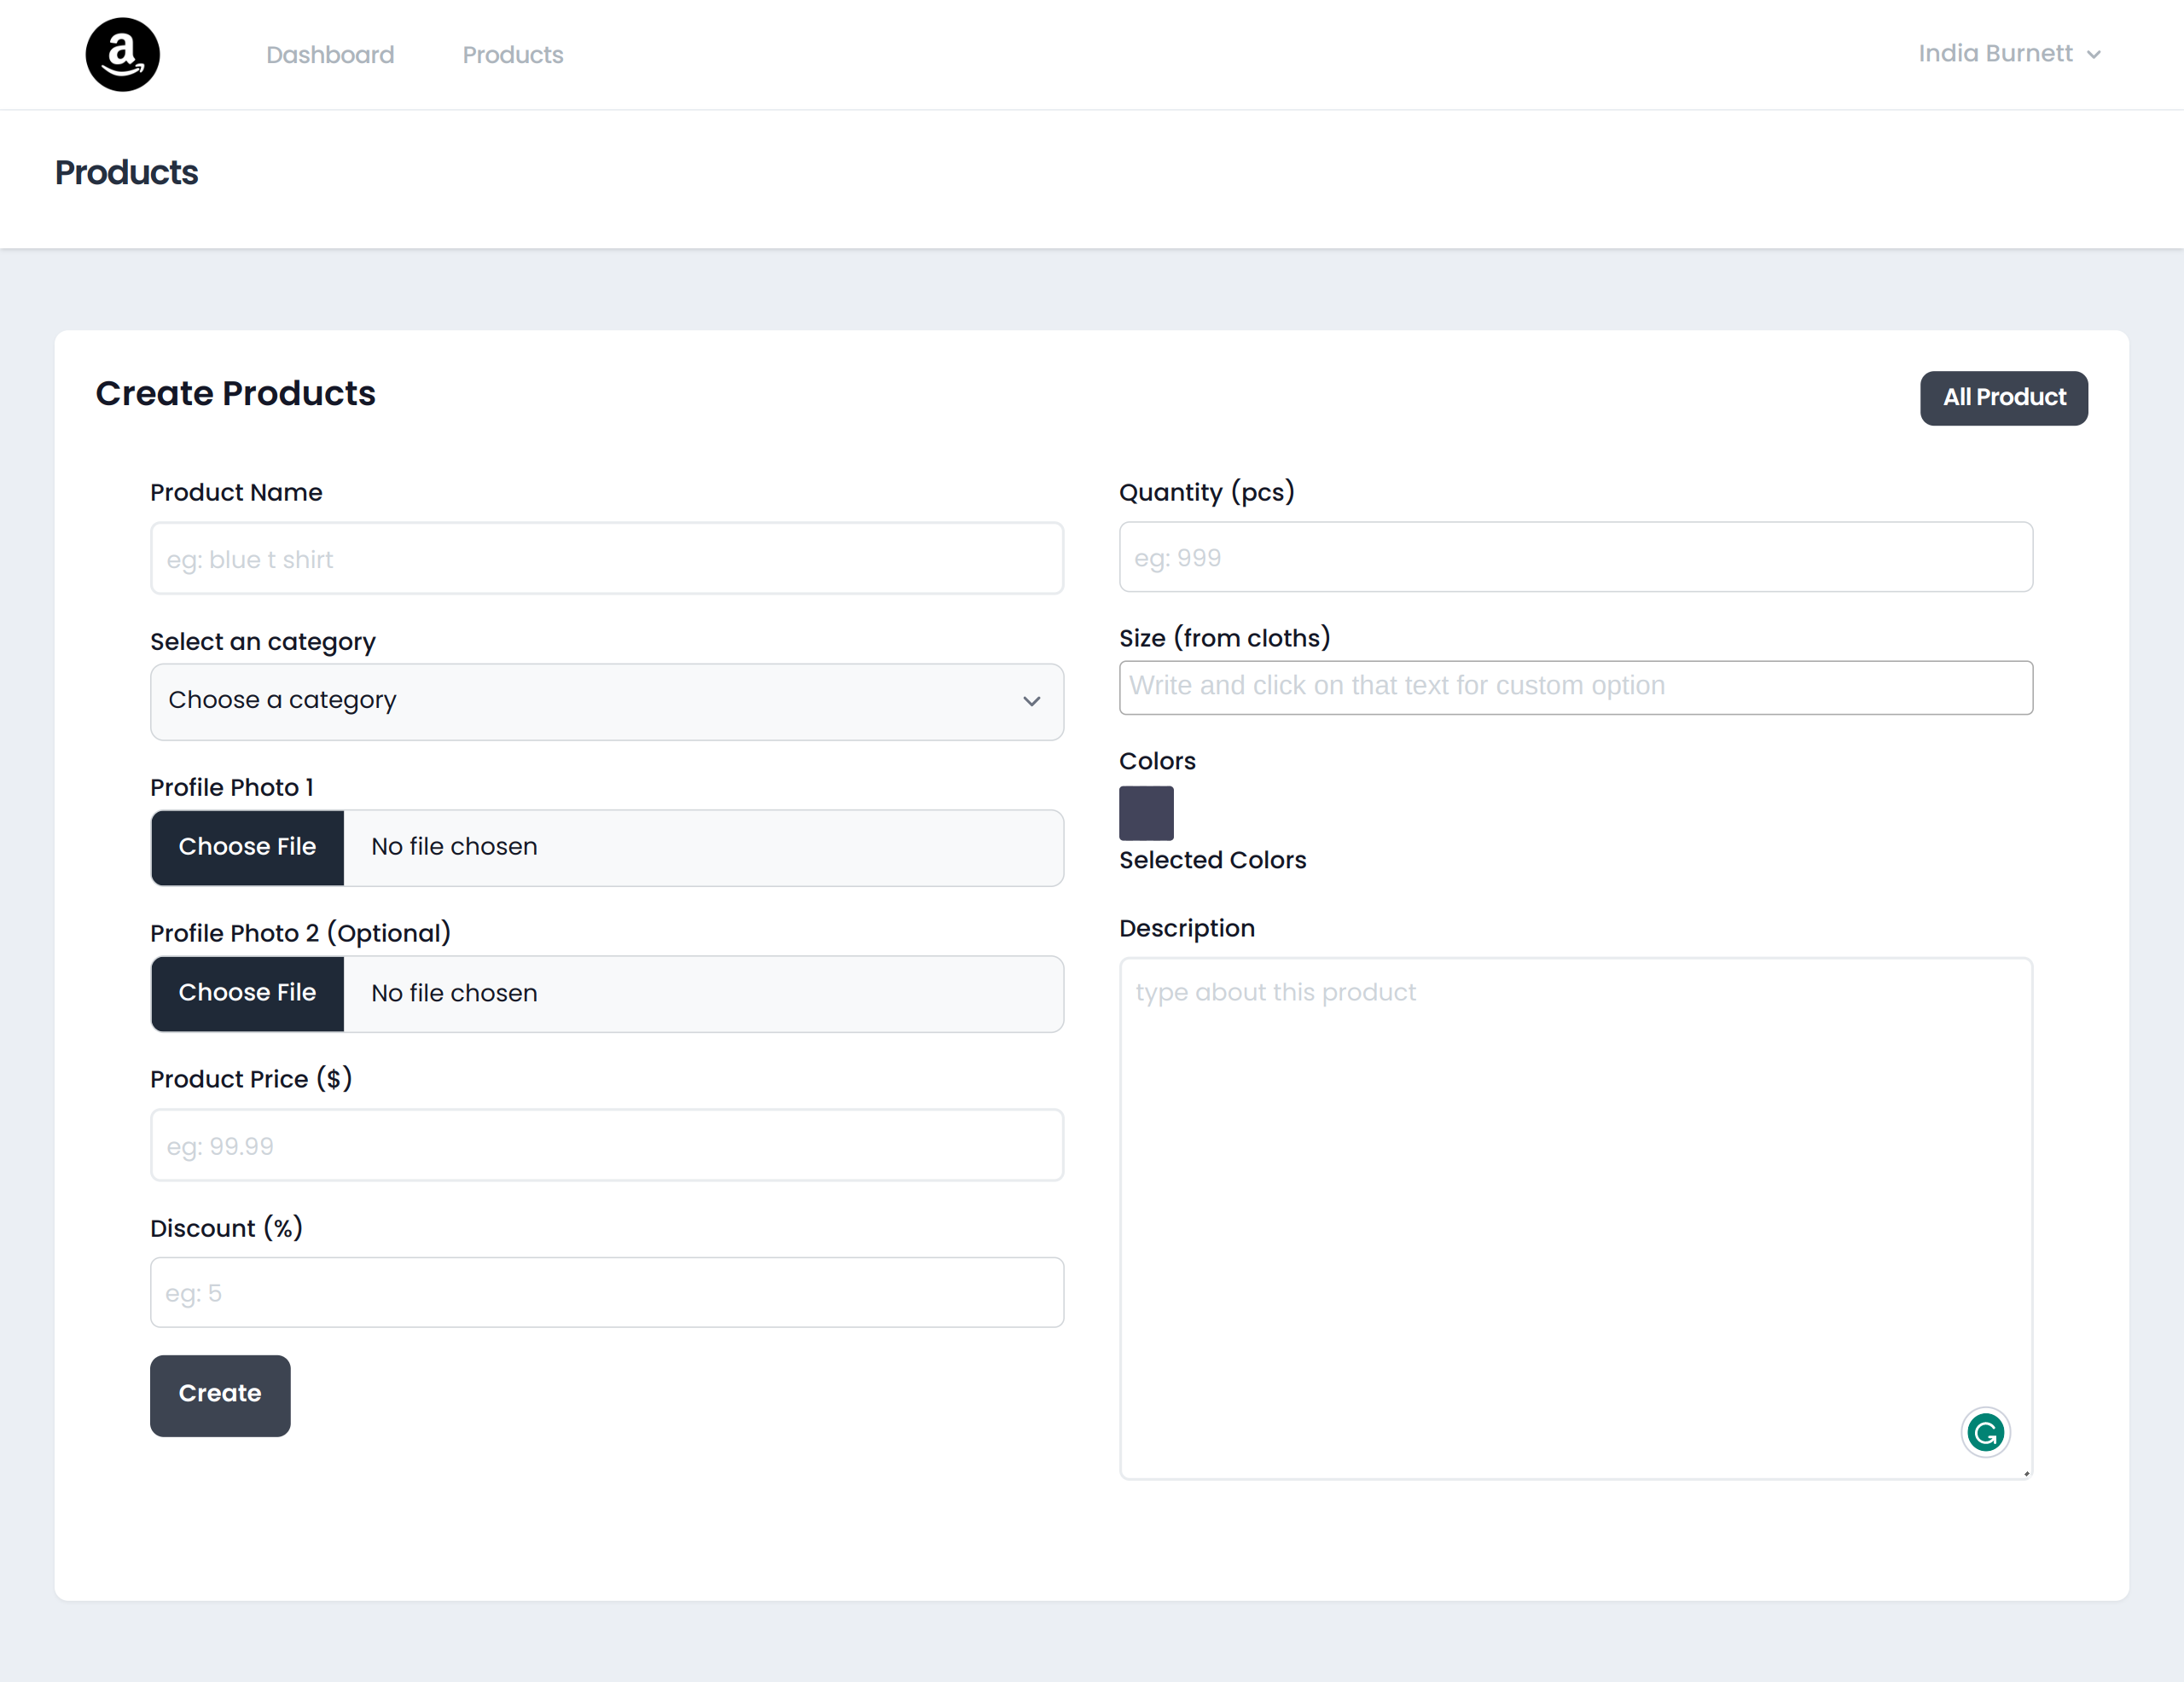 a
Dashboard
Products
India Burnett
Products
Create Products
All Product
Product Name
eg: blue t shirt
Select an category
Choose a category
Profile Photo 1
Choose File
No file chosen
Profile Photo 2 (Optional)
Choose File
No file chosen
Product Price ($)
eg: 99.99
Discount (%)
eg: 5
Create
Quantity (pcs)
eg: 999
Size (from cloths)
Write and click on that text for custom option
Colors
Selected Colors
Description
type about this product